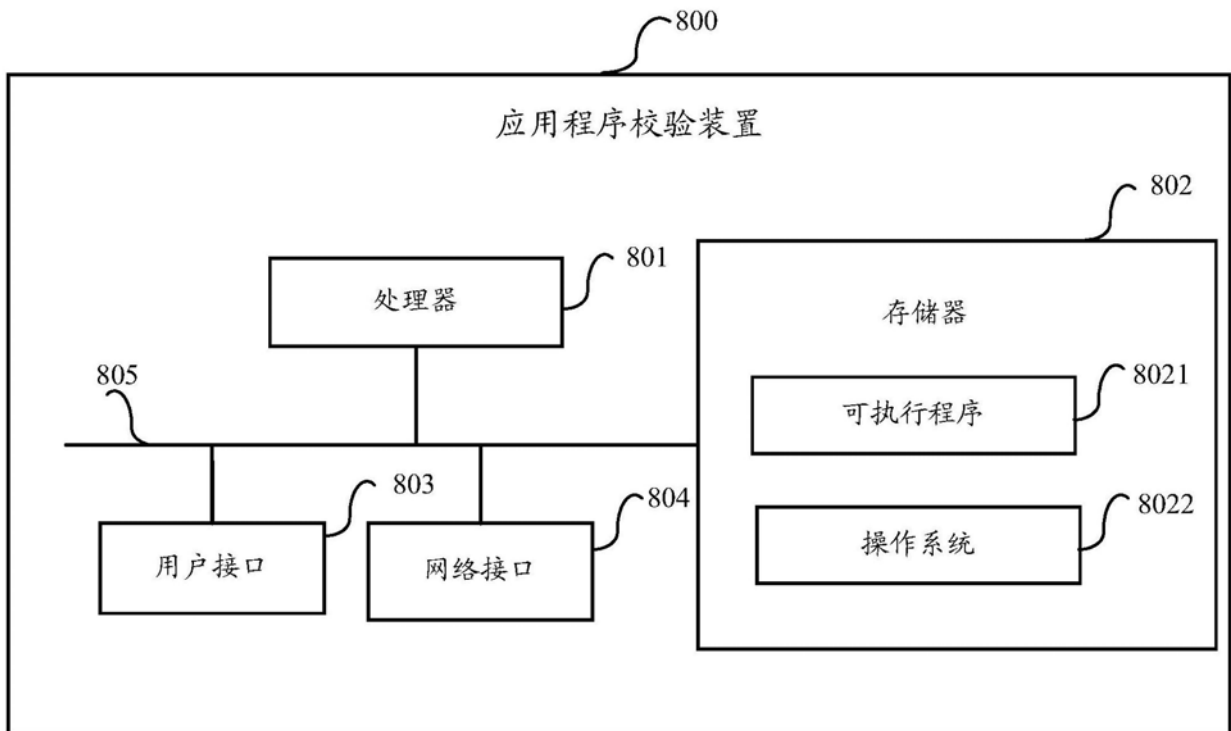 800
应用程序校验装置
802
801
处理器
存储器
805
8021
可执行程序
803
804
8022
用户接口
网络接口
操作系统